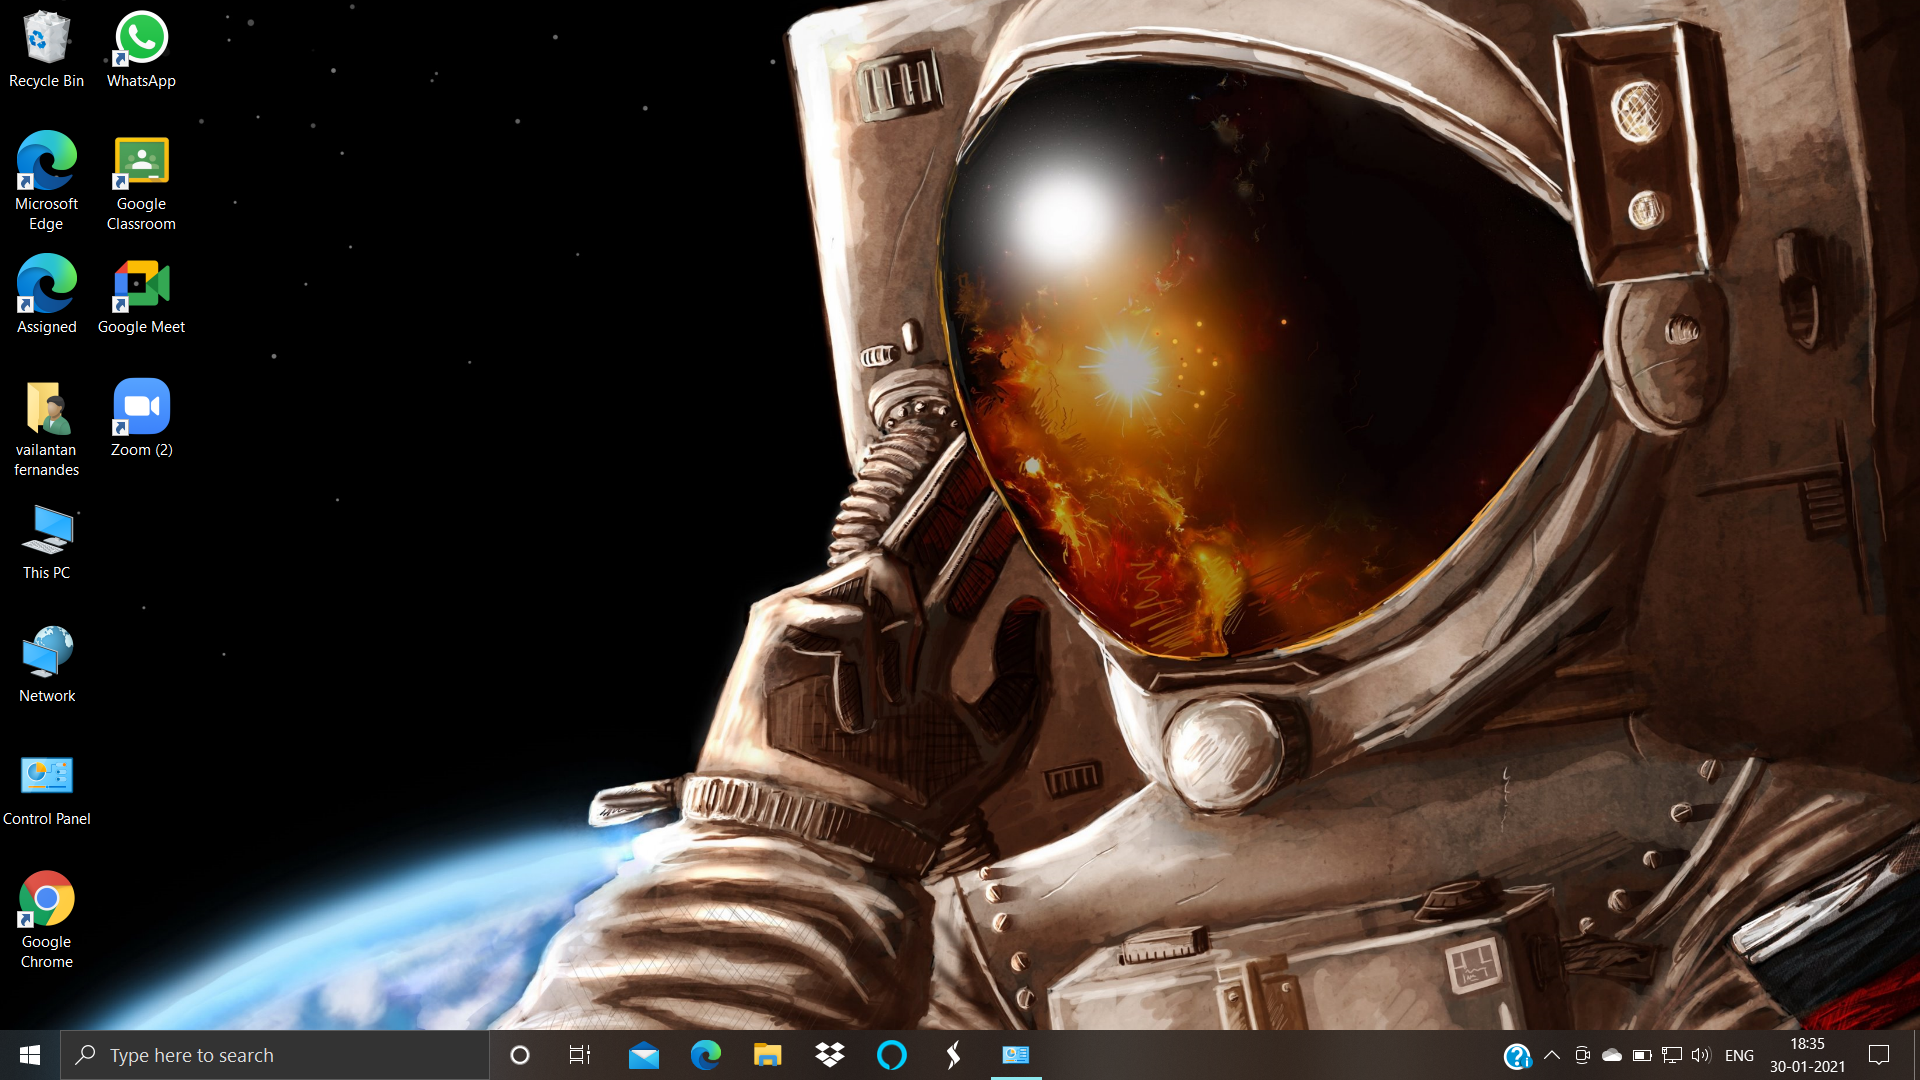 Recycle Bin
WhatsApp
Microsoft
Edge
Google
Classroom
Assigned
Google Meet
vailantan
fernandes
Zoom (2)
This PC
Network
Control Panel
Google
Chrome
Type here to search
ENG
18:35
30-01-2021